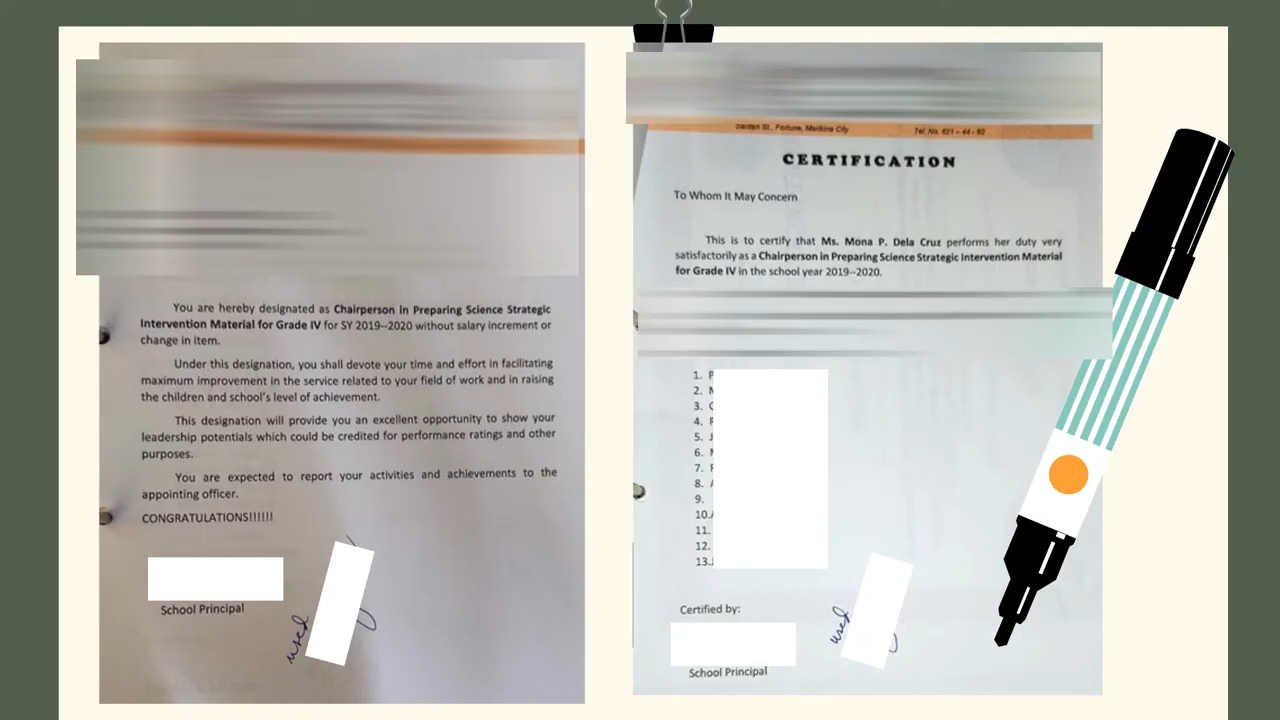 You are hereby designated as Chairperson in Preparing Science Strategic
Intervention Material for Grade IV for SY 2019--2020 without salary increment or
change in item.
Under this designation, you shall devote your time and effort in facilitating
maximum improvement in the service related to your field of work and in raising
the children and school's level of achievement.
This designation will provide you an excellent opportunity to show your
leadership potentials which could be credited for performance ratings and other
purposes.
You are expected to report your activities and achievements to the
appointing officer.
CONGRATULATIONS!!!!!!
School Principal
used
St., Fortune, Marikina City Tel. No. 621 – 44 - 92
CERTIFICATION
To Whom It May Concern
This is to certify that Ms. Mona P. Dela Cruz performs her duty very
satisfactorily as a Chairperson in Preparing Science Strategic Intervention Material
for Grade IV in the school year 2019--2020.
1.
2.
3.
4.
5.
6.
7.
8.
9.
10.
11.
12.
13.
Certified by:
School Principal
used